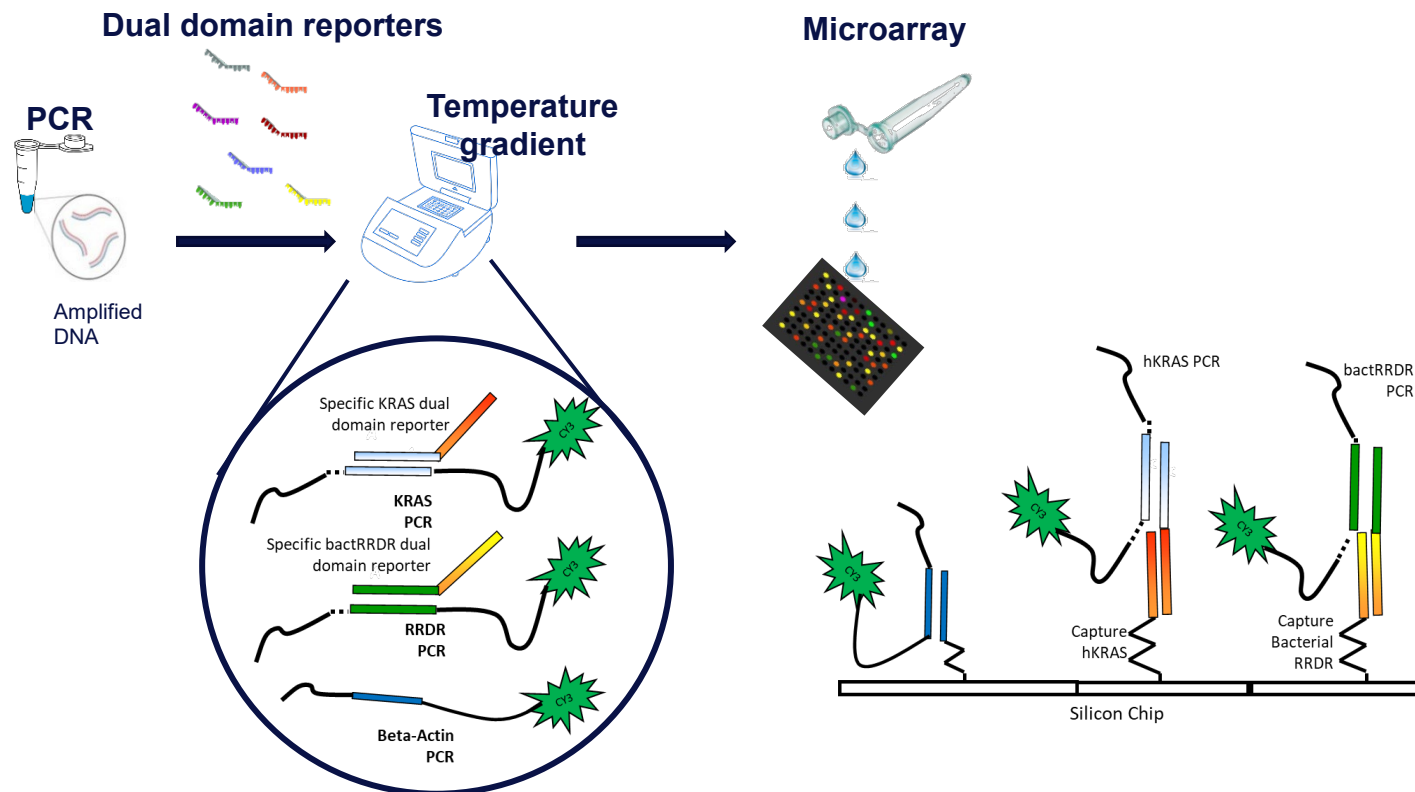 Dual domain reporters
Microarray
PCR
Temperature
gradient
Amplified
DNA
Specific KRAS dual
domain reporter
CY3
KRAS
PCR
Specific bactRRDR dual
domain reporter
CY3
RRDR
PCR
CY3
Beta-Actin
PCR
hKRAS PCR
bactRRDR
PCR
CY3
CY3
CY3
Capture
hKRAS
Capture
Bacterial
RRDR
Silicon Chip